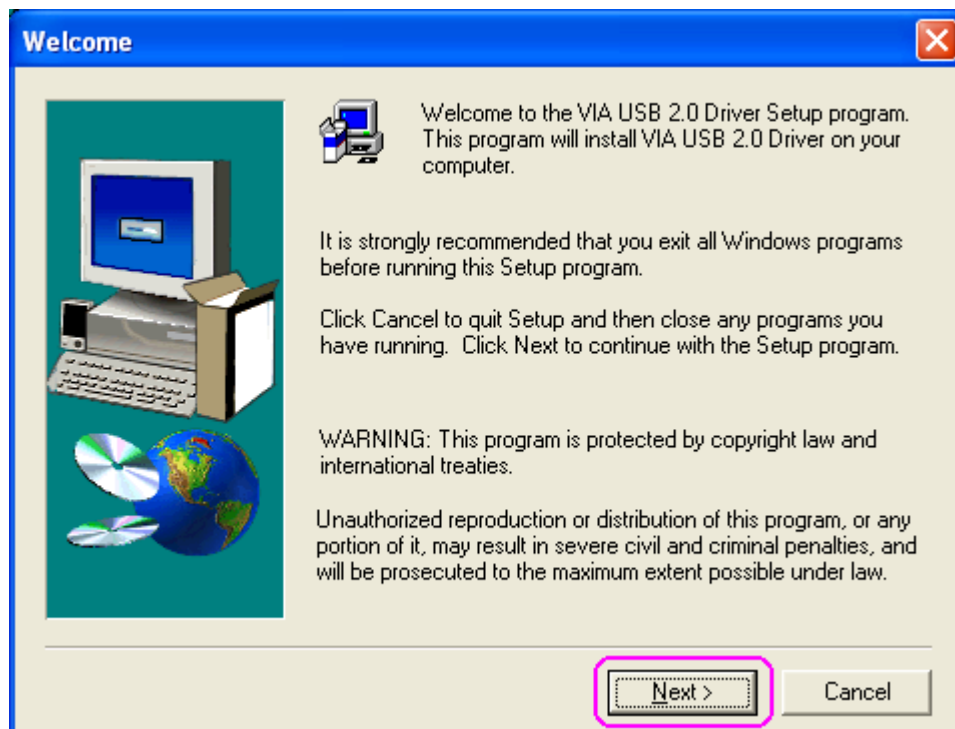 Welcome
Welcome to the VIA USB 2.0 Driver Setup program.
This program will install VIA USB 2.0 Driver on your
computer.
It is strongly recommended that you exit all Windows programs
before running this Setup program.
Click Cancel to quit Setup and then close any programs you
have running.  Click Next to continue with the Setup program.
WARNING: This program is protected by copyright law and
international treaties.
Unauthorized reproduction or distribution of this program, or any
portion of it, may result in severe civil and criminal penalties, and
will be prosecuted to the maximum extent possible under law.
Next >
Cancel